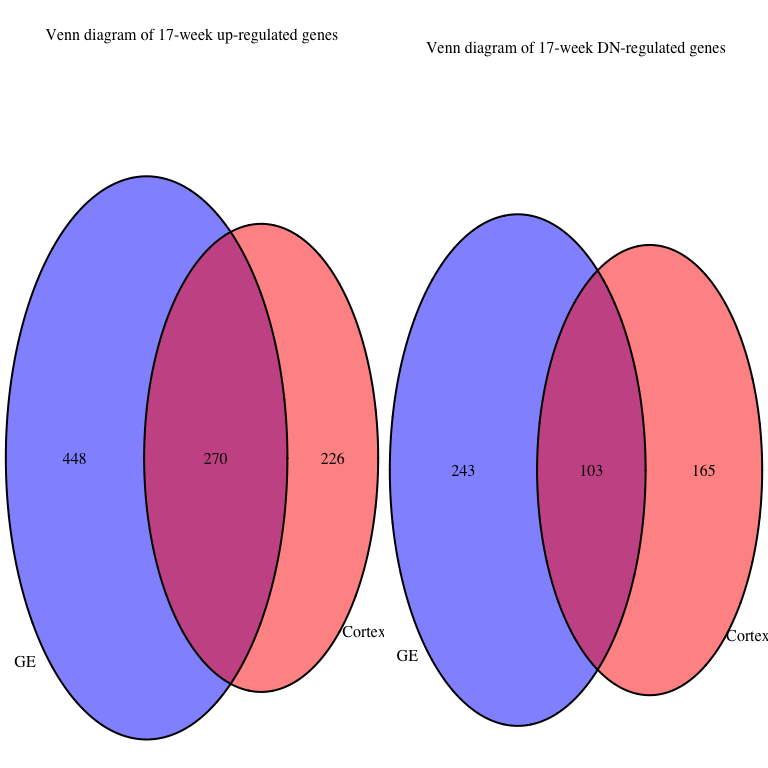 Venn diagram of 17-week up-regulated genes
448
270
226
GE
Cortex
Venn diagram of 17-week DN-regulated genes
243
103
165
GE
Cortex